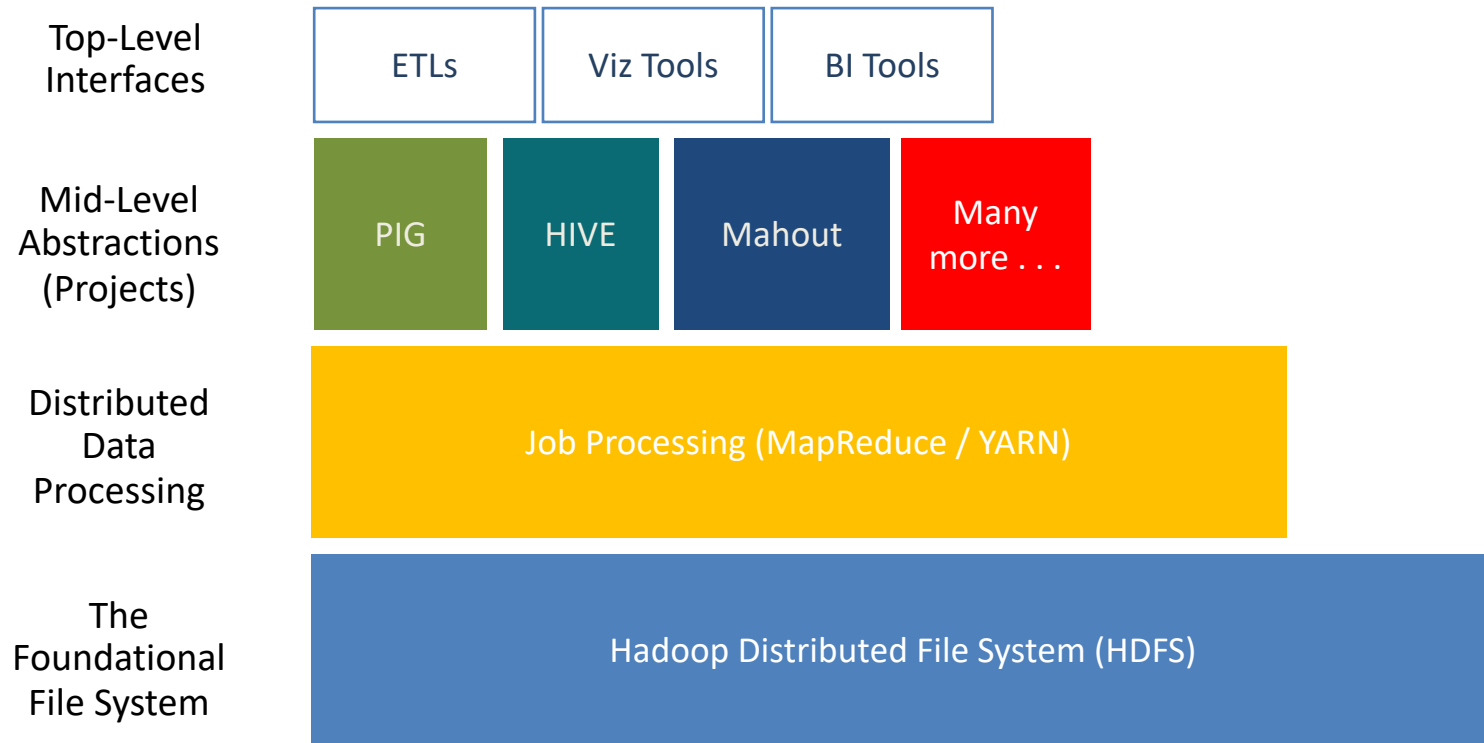 Top-Level
Interfaces
ETLs
Viz Tools
BI Tools
Mid-Level
Abstractions
(Projects)
PIG
HIVE
Mahout
Many
more . . .
Distributed
Data
Processing
Job Processing (MapReduce / YARN)
The
Foundational
File System
Hadoop Distributed File System (HDFS)